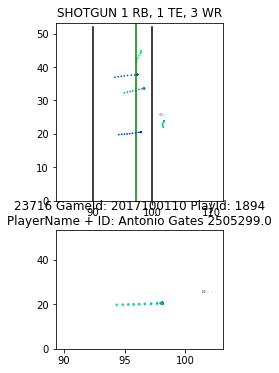 SHOTGUN 1 RB, 1 TE, 3 WR
50
40
30
20
10
0
90 100 110
23716 GameId: 2017100110 PlayId: 1894
PlayerName + ID: Antonio Gates 2505299.0
40
20
0
90 95 100